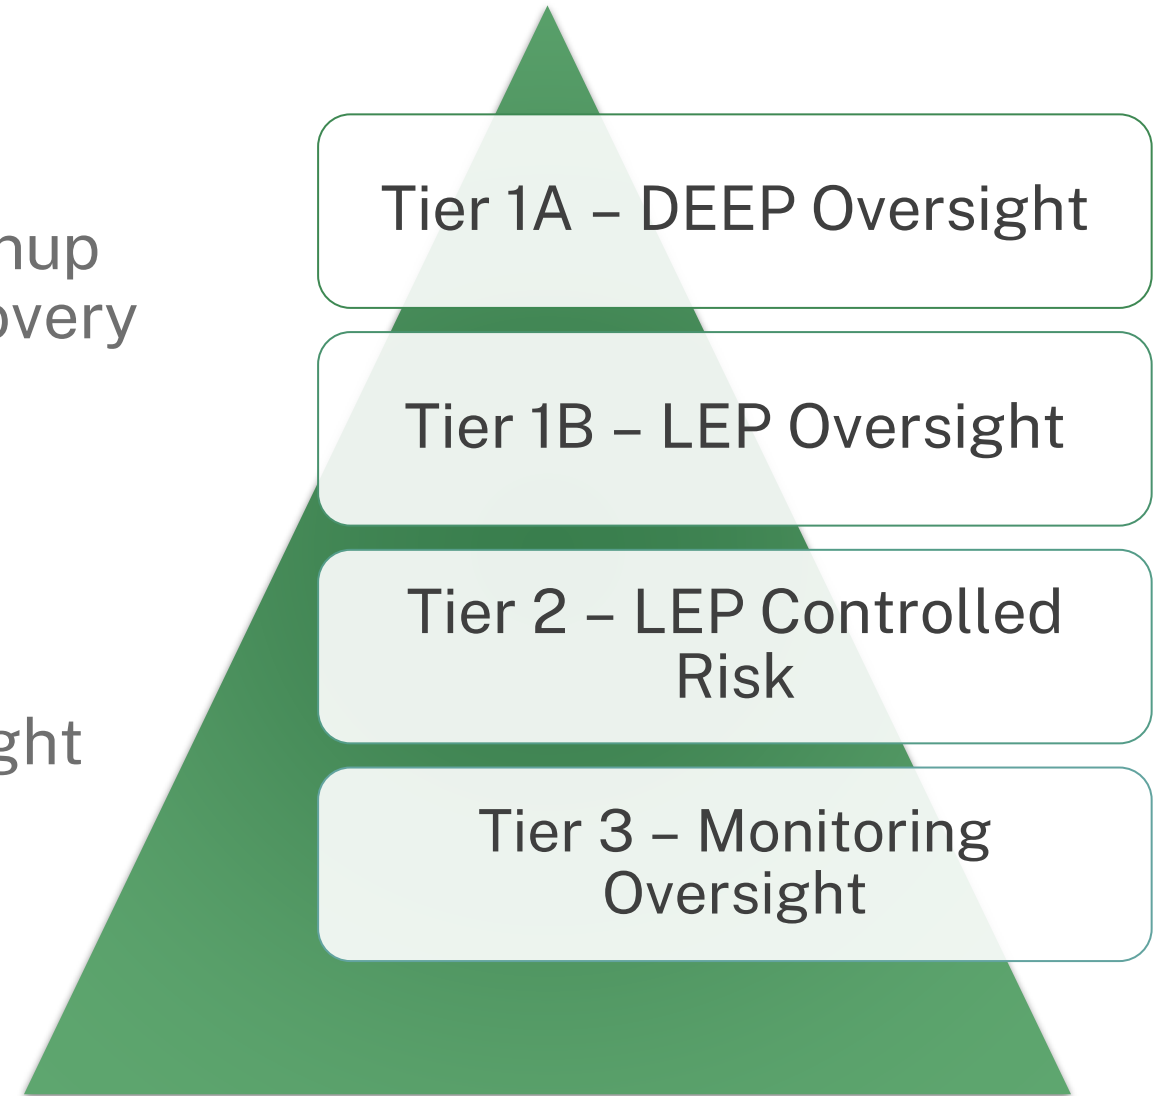 Tier 1A – DEEP Oversight
Tier 1B – LEP Oversight
Tier 2 – LEP Controlled
Risk
Tier 3 – Monitoring
Oversight